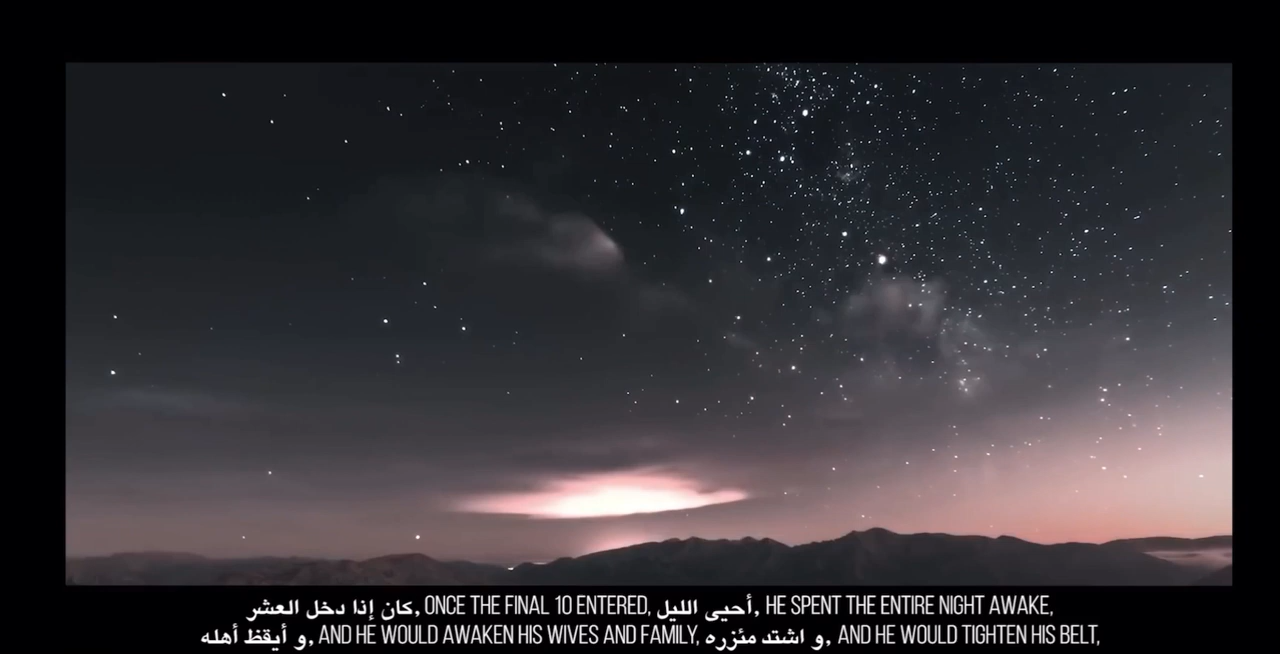 كان إذا دخل العشر, ONCE THE FINAL 10 ENTERED, أحيى الليل, HE SPENT THE ENTIRE NIGHT AWAKE,
و أيقظ أهله, AND HE WOULD AWAKEN HIS WIVES AND FAMILY, و اشتد مئزره, AND HE WOULD TIGHTEN HIS BELT,